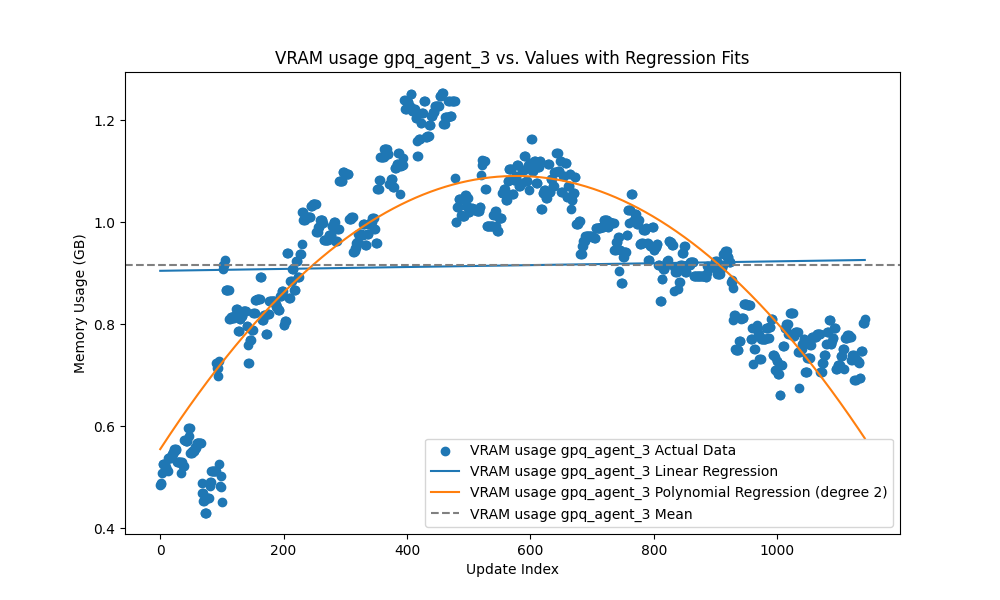 VRAM usage gpq_agent_3 vs. Values with Regression Fits
Memory Usage (GB)
1.2
1.0
0.8
0.6
0.4
VRAM usage gpq_agent_3 Actual Data
VRAM usage gpq_agent_3 Linear Regression
VRAM usage gpq_agent_3 Polynomial Regression (degree 2)
VRAM usage gpq_agent_3 Mean
0 200 400 600 800 1000
Update Index